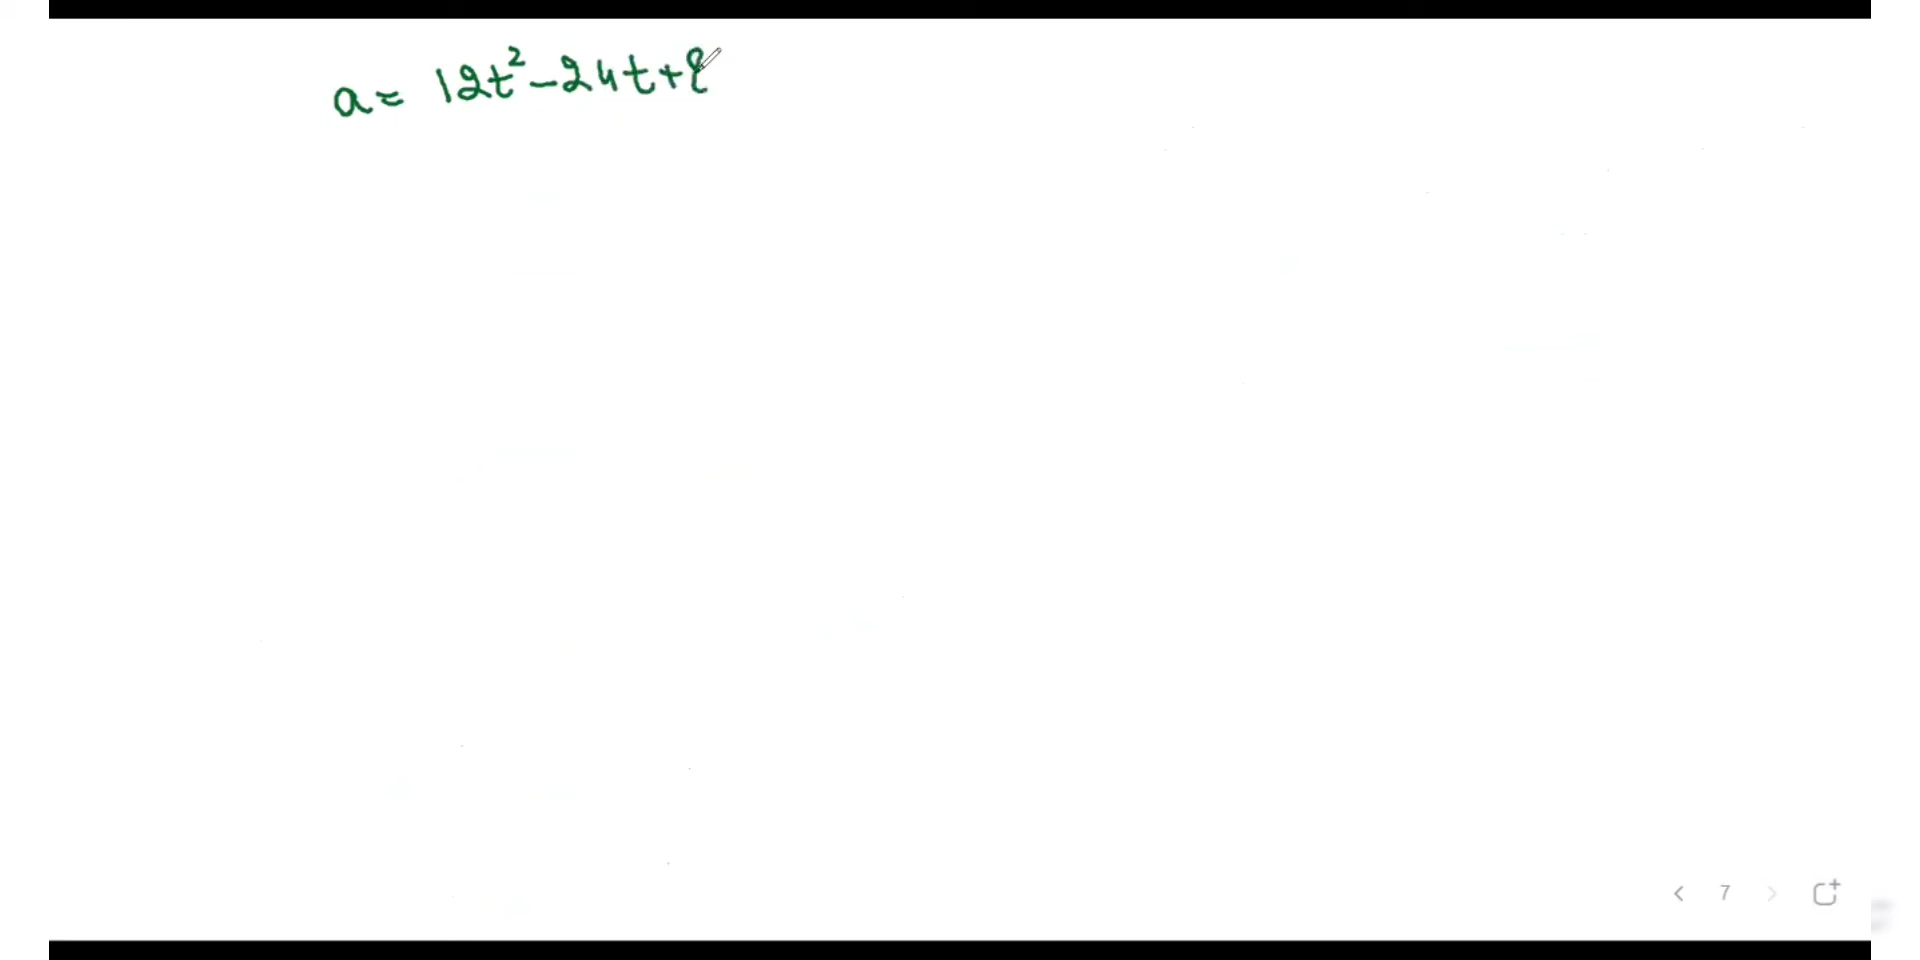 a = 12t² - 24t + 8
7